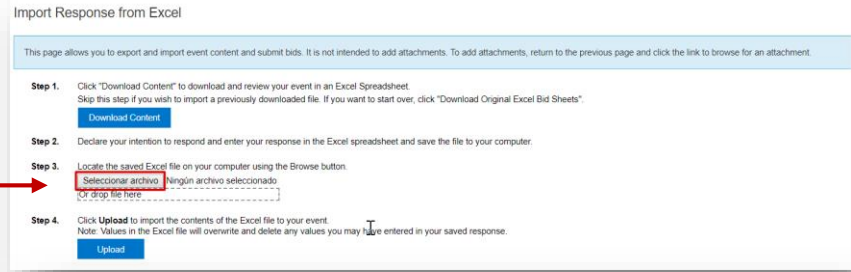 Import Response from Excel
This page allows you to export and import event content and submit bids. It is not intended to add attachments. To add attachments, return to the previous page and click the link to browse for an attachment.
Step 1. Click "Download Content" to download and review your event in an Excel Spreadsheet.
Skip this step if you wish to import a previously downloaded file. If you want to start over, click "Download Original Excel Bid Sheets".
Download Content
Step 2. Declare your intention to respond and enter your response in the Excel spreadsheet and save the file to your computer.
Step 3. Locate the saved Excel file on your computer using the Browse button.
Seleccionar archivo Ningún archivo seleccionado
Or drop file here
Step 4. Click Upload to import the contents of the Excel file to your event.
Note: Values in the Excel file will overwrite and delete any values you may have entered in your saved response.
Upload